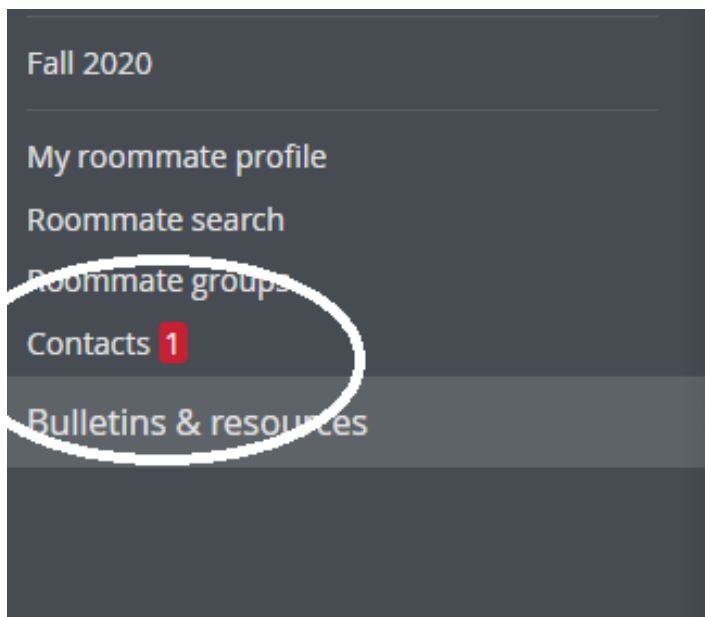 Fall 2020
My roommate profile
Roommate search
Roommate groups
Contacts 1
Bulletins & resources